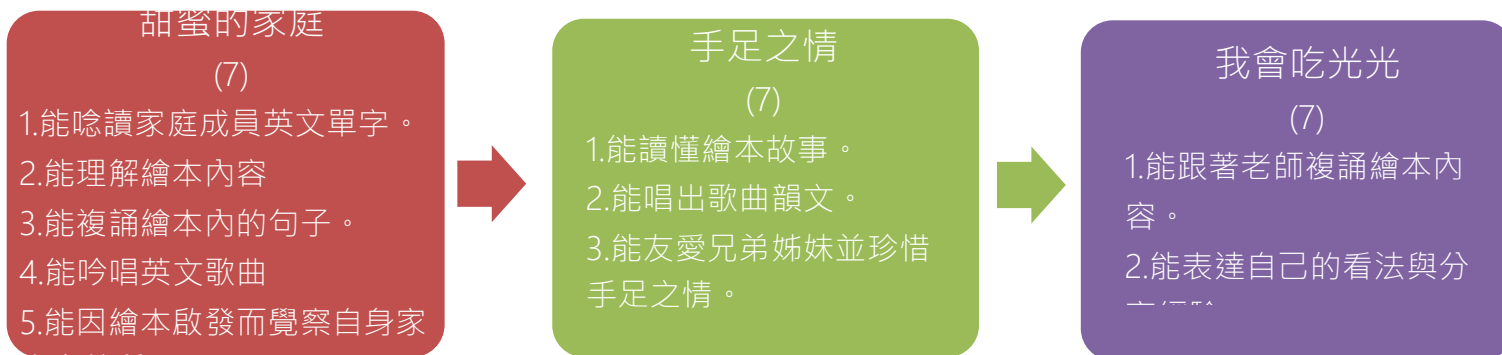 甜蜜的家庭
(7)
1.能唸讀家庭成員英文單字。
2.能理解繪本內容
3.能複誦繪本內的句子。
4.能吟唱英文歌曲
5.能因繪本啟發而覺察自身家
手足之情
(7)
1.能讀懂繪本故事。
2.能唱出歌曲韻文。
3.能友愛兄弟姊妹並珍惜
手足之情。
我會吃光光
(7)
1.能跟著老師複誦繪本內
容。
2.能表達自己的看法與分